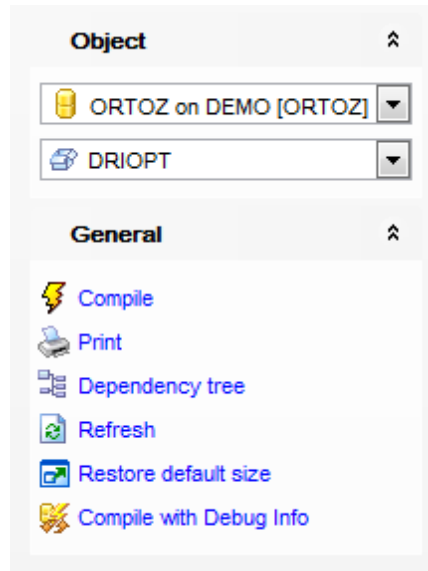 Object
ORTOZ on DEMO [ORTOZ]
DRIOPT
General
Compile
Print
Dependency tree
Refresh
Restore default size
Compile with Debug Info